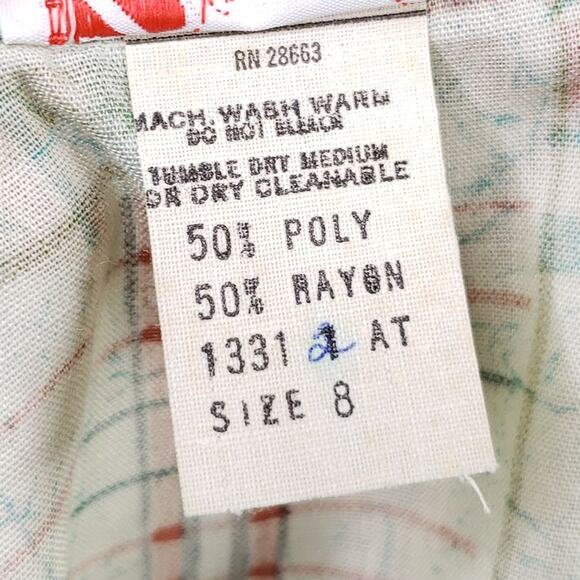 RN 28663
MACH. WASH WARM
DO NOT BLEACH
TUMBLE DRY MEDIUM
OR DRY CLEANABLE
50% POLY
50% RAYON
1331 2 AT
SIZE 8